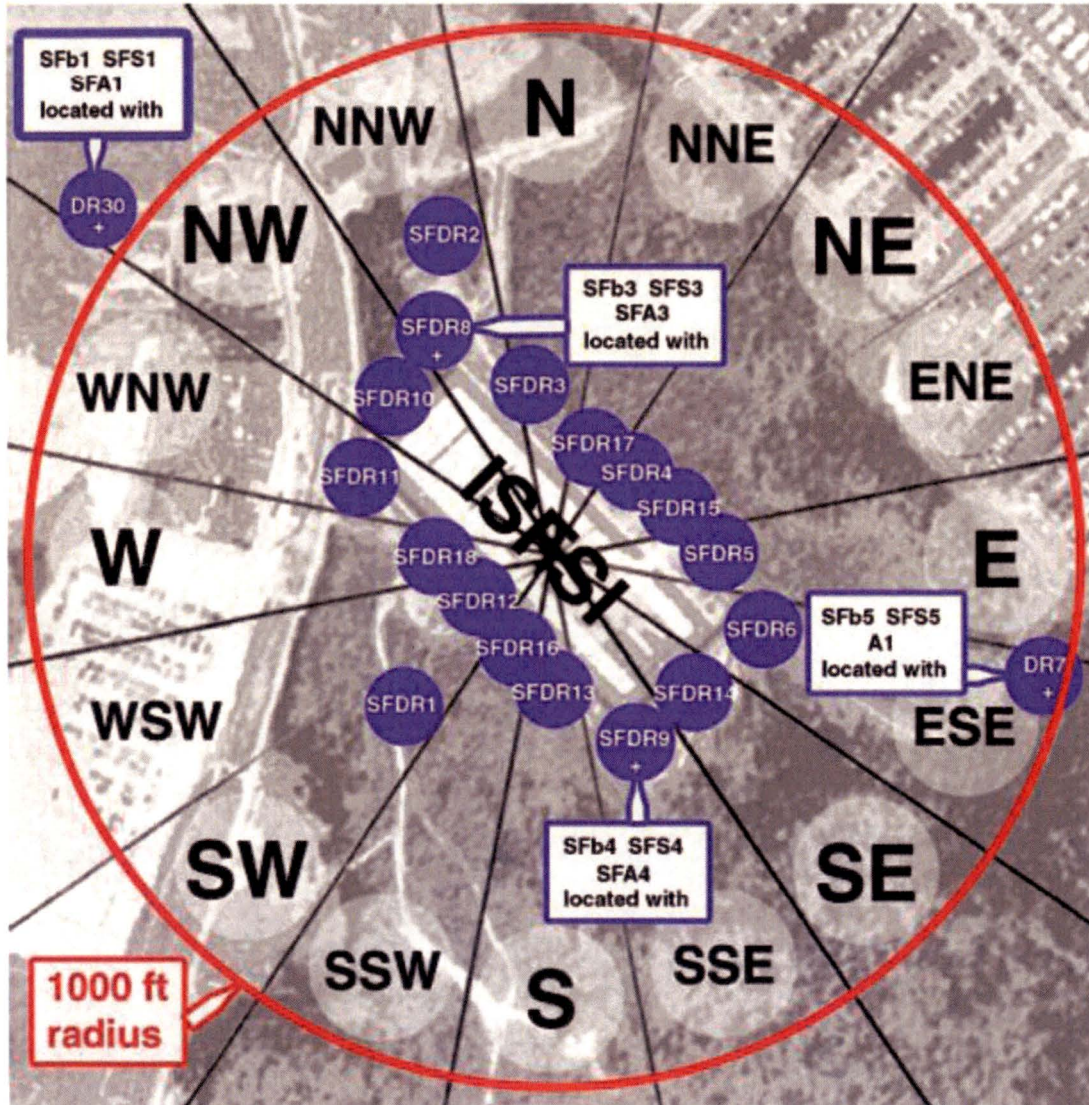 SFb1 SFS1
SFA1
located with
DR30
+
NNW
N
NNE
NW
NE
SFDR2
SFb3 SFS3
SFA3
located with
SFDR8
+
WNW
ENE
SFDR10
SFDR3
SFDR17
SFDR4
SFDR11
SFDR15
ISFSI
W
SFDR18
SFDR5
E
SFDR12
SFDR6
SFb5 SFS5
A1
located with
DR7
+
SFDR16
SFDR13
SFDR14
SFDR1
WSW
ESE
SFDR9
+
SFb4 SFS4
SFA4
located with
SW
SE
SSW
S
SSE
1000 ft
radius